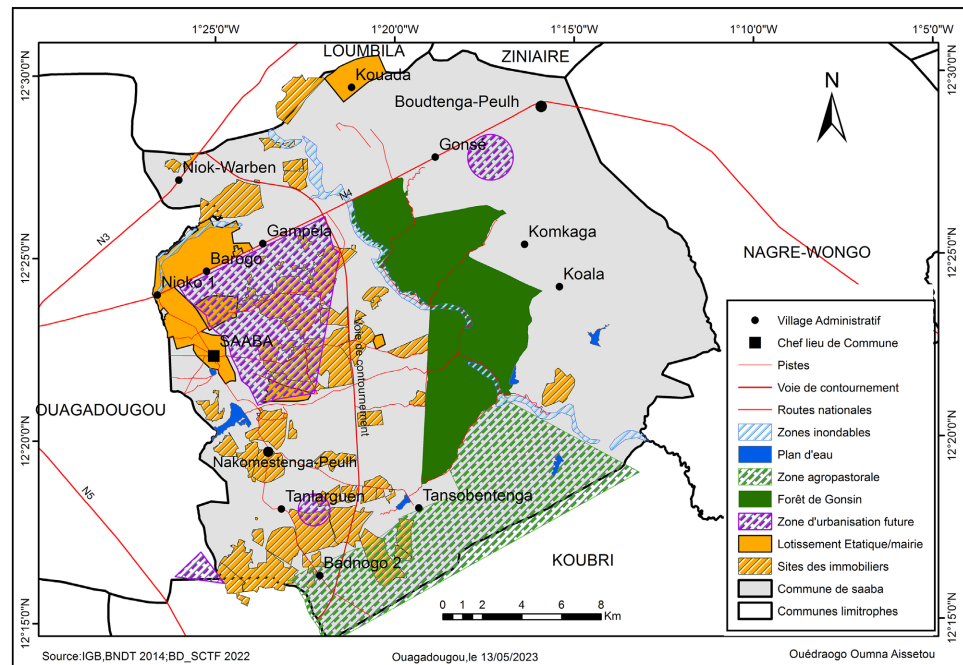 1°25'0"W 1°20'0"W 1°15'0"W 1°10'0"W 1°5'0"W
LOUMBILA
ZINIAIRE
12°30'0"N
12°30'0"N
Kouada
N
Boudtenga-Peulh
Gonsé
Niok-Warben
N4
N3
Gampéla
Komkaga
12°25'0"N
12°25'0"N
NAGRE-WONGO
Barogo
Koala
Nioko 1
SAABA
Voie de contournement
OUAGADOUGOU
12°20'0"N
12°20'0"N
Nakomestenga-Peulh
N5
Tanlarguen
Tansobentenga
Badnogo 2
KOUBRI
12°15'0"N
12°15'0"N
0 1 2 4 6 8
Km
Village Administratif
Chef lieu de Commune
Pistes
Voie de contournement
Routes nationales
Zones inondables
Plan d'eau
Zone agropastorale
Forêt de Gonsin
Zone d'urbanisation future
Lotissement Etatique/mairie
Sites des immobiliers
Commune de saaba
Communes limitrophes
Source:IGB,BNDT 2014;BD_SCTF 2022
Ouagadougou,le 13/05/2023
Ouédraogo Oumna Aissetou